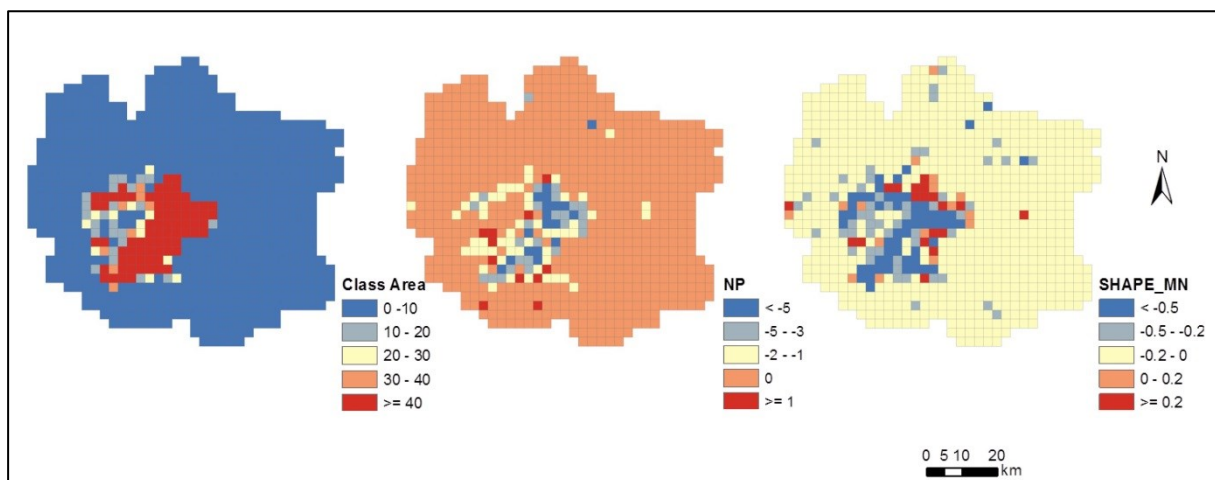 N
Class Area
0 -10
10 - 20
20 - 30
30 - 40
>= 40
NP
< -5
-5 - -3
-2 - -1
0
>= 1
SHAPE_MN
< -0.5
-0.5 - -0.2
-0.2 - 0
0 - 0.2
>= 0.2
0 5 10 20
km